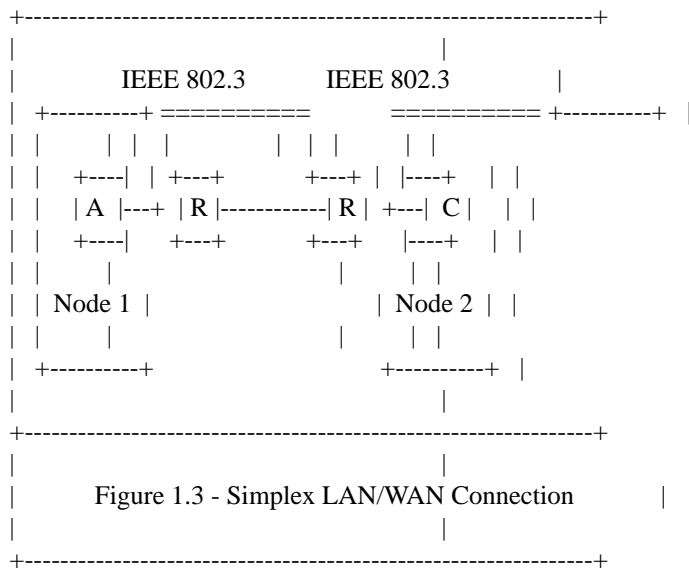 IEEE 802.3 IEEE 802.3
A R R C
Node 1 Node 2
Figure 1.3 - Simplex LAN/WAN Connection